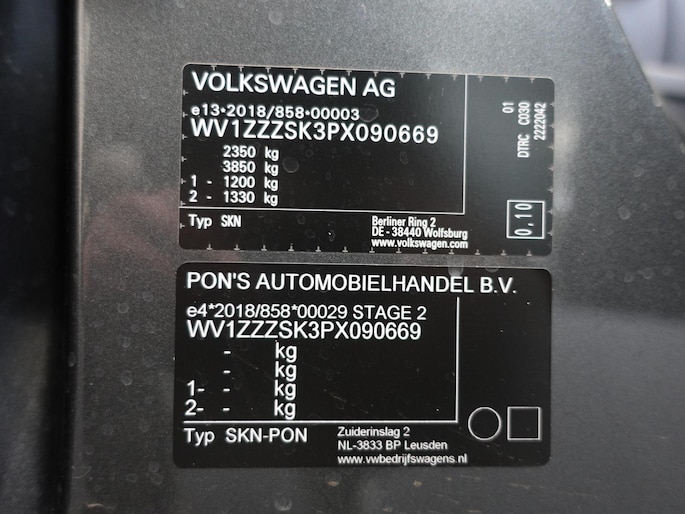 VOLKSWAGEN AG
e13*2018/858*00003
WV1ZZZSK3PX090669
2350 kg
3850 kg
1 - 1200 kg
2 - 1330 kg
Typ SKN
Berliner Ring 2
DE - 38440 Wolfsburg
www.volkswagen.com
01
DTRC C030
2222042
0,10
PON'S AUTOMOBIELHANDEL B.V.
e4*2018/858*00029 STAGE 2
WV1ZZZSK3PX090669
- kg
- kg
1- - kg
2- - kg
Typ SKN-PON
Zuiderinslag 2
NL-3833 BP Leusden
www.vwbedrijfswagens.nl